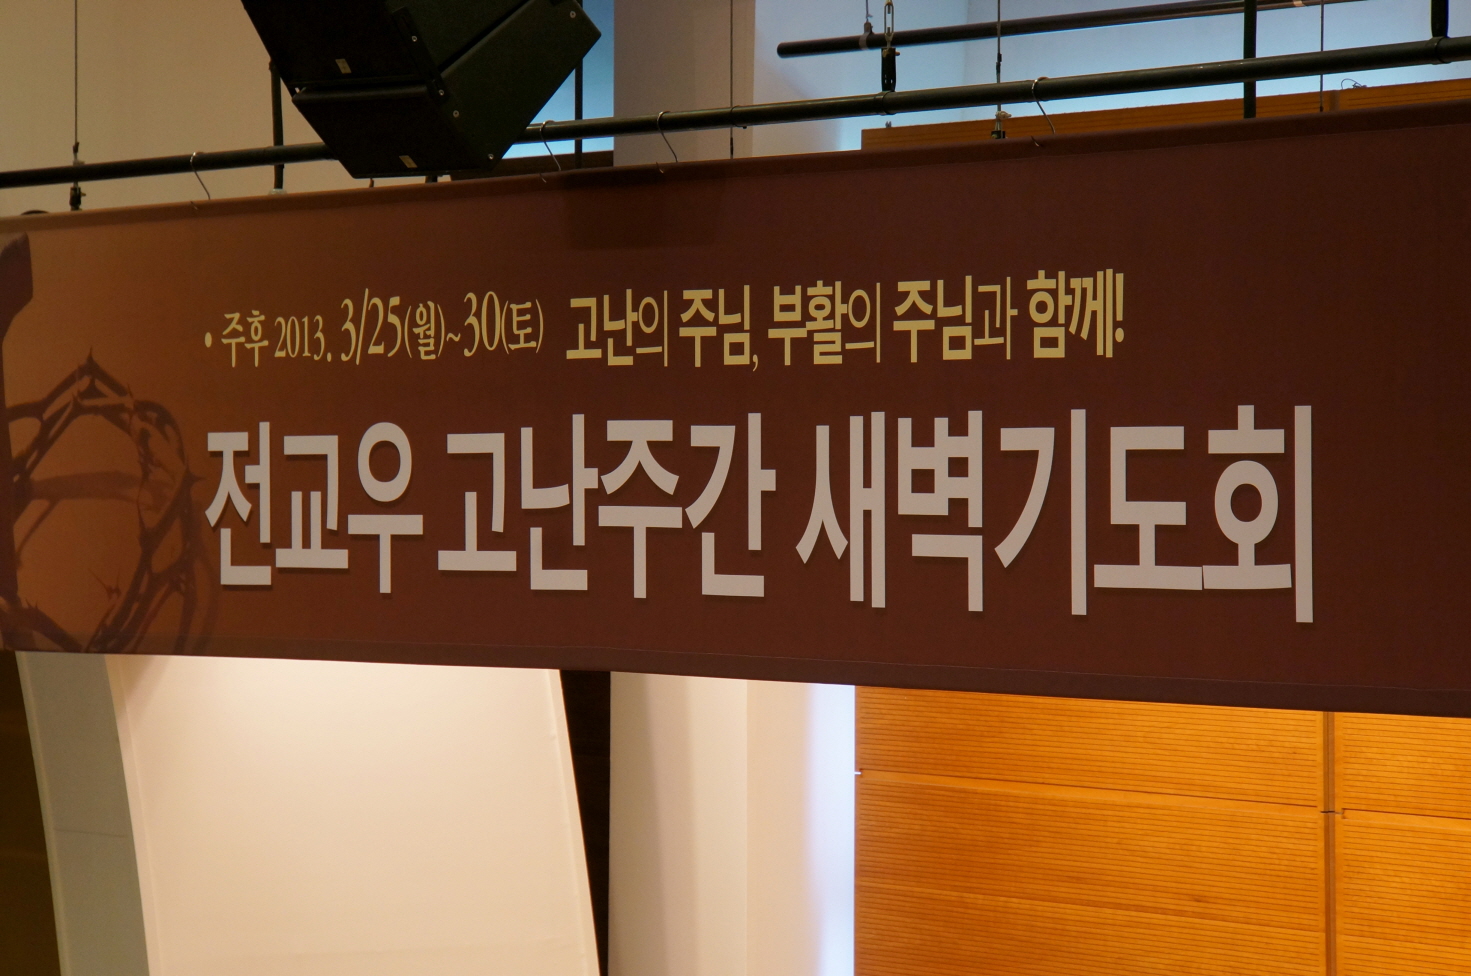 • 주후 2013. 3/25(월)~30(토) 고난의 주님, 부활의 주님과 함께!
전교우 고난주간 새벽기도회